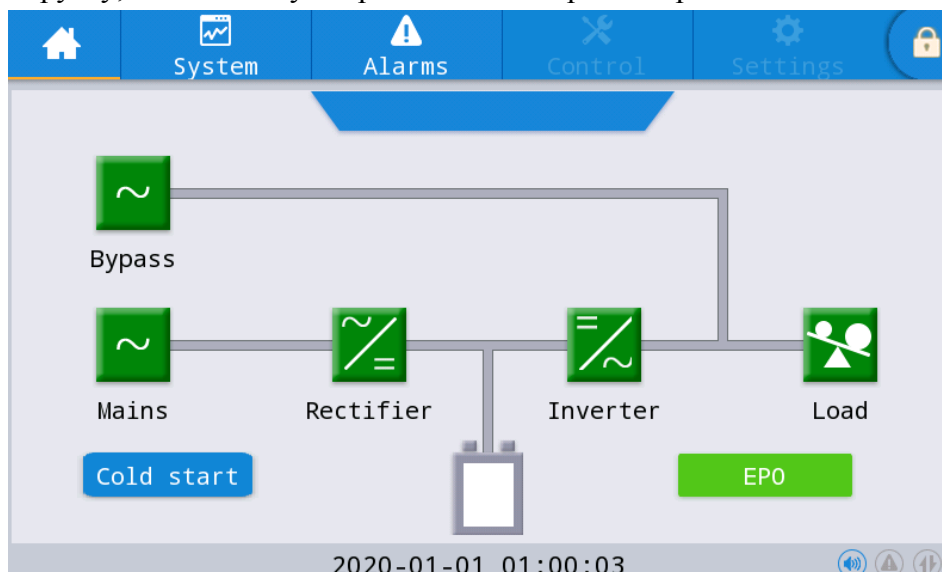 System
Alarms
Control
Settings
Bypass
Mains
Rectifier
Inverter
Load
Cold start
EPO
2020-01-01 01:00:03